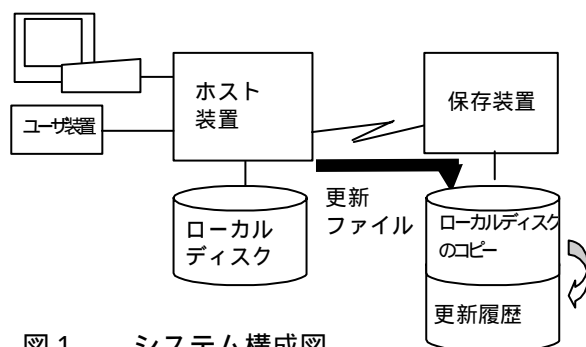 ホスト
装置
ユーザ装置
保存装置
更新
ファイル
ローカル
ディスク
ローカルディスク
のコピー
更新履歴
図1 システム構成図